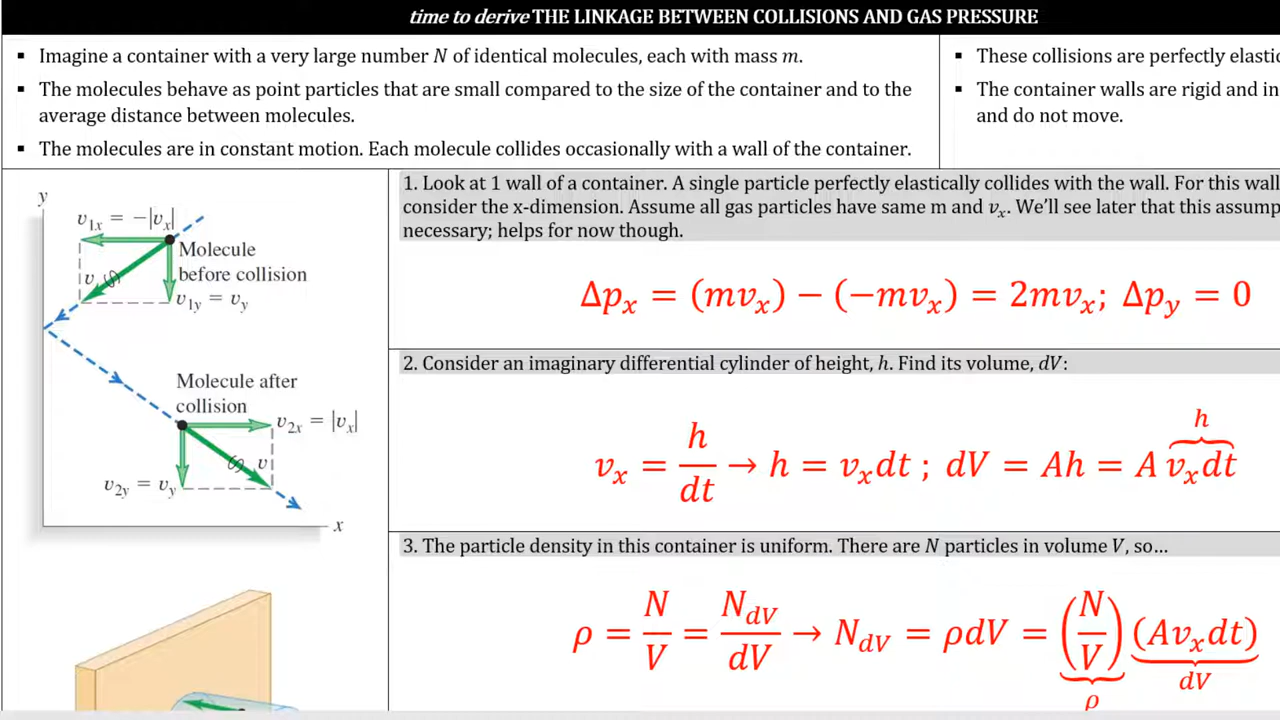 time to derive THE LINKAGE BETWEEN COLLISIONS AND GAS PRESSURE
▪ Imagine a container with a very large number N of identical molecules, each with mass m.
▪ The molecules behave as point particles that are small compared to the size of the container and to the
average distance between molecules.
▪ The molecules are in constant motion. Each molecule collides occasionally with a wall of the container.
▪ These collisions are perfectly elastic
▪ The container walls are rigid and in
and do not move.
y
v₁ₓ = −|vₓ|
Molecule
before collision
v
v₁y = vy
Molecule after
collision
v₂ₓ = |vₓ|
v
v₂y = vy
x
1. Look at 1 wall of a container. A single particle perfectly elastically collides with the wall. For this wall
consider the x-dimension. Assume all gas particles have same m and vₓ. We’ll see later that this assump
necessary; helps for now though.
Δpₓ = (mvₓ) − (−mvₓ) = 2mvₓ; Δpy = 0
2. Consider an imaginary differential cylinder of height, h. Find its volume, dV:
vₓ = h/dt → h = vₓdt ; dV = Ah = A vₓdt
h
3. The particle density in this container is uniform. There are N particles in volume V, so…
ρ = N/V = N_dV/dV → N_dV = ρdV = (N/V) (Avₓdt)
ρ dV